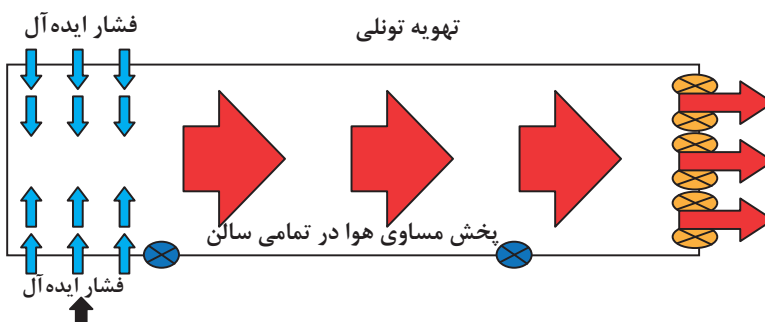 فشار ایده‌آل
تهویه تونلی
پخش مساوی هوا در تمامی سالن
فشار ایده‌آل